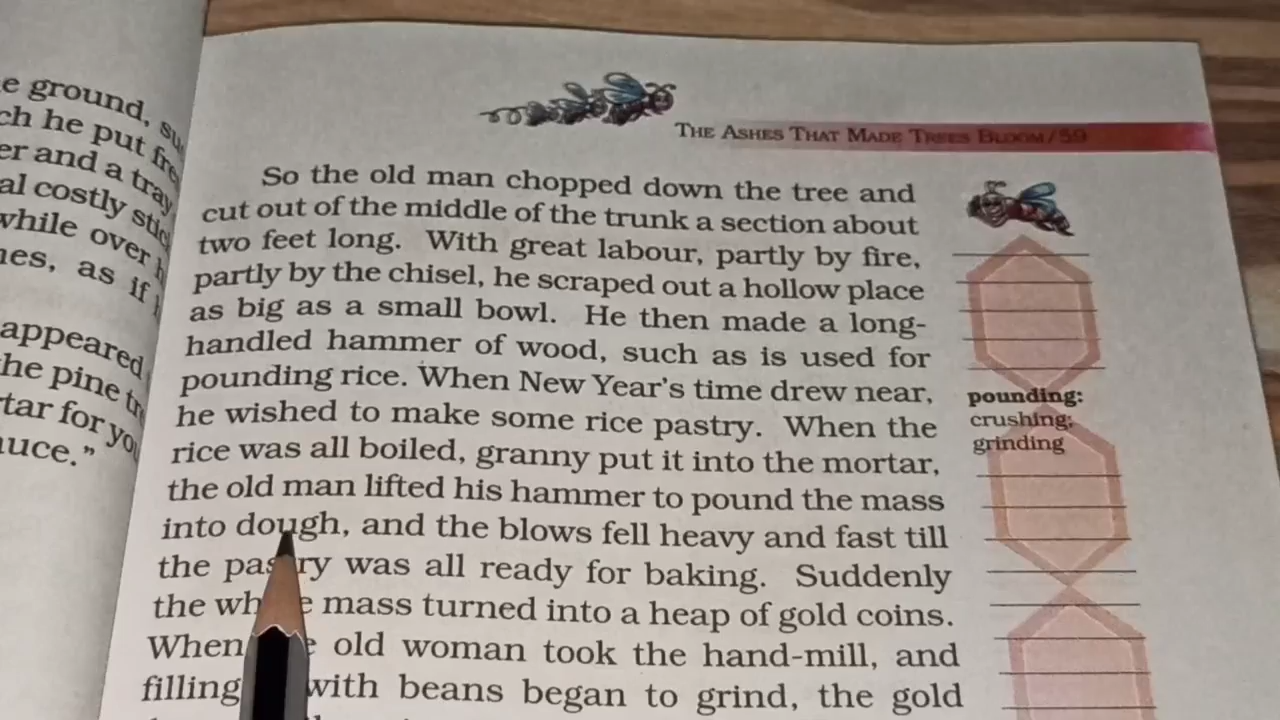 e ground,
ch he put
er and a tray
al costly
while over
nes, as if
appeared
he pine
tar for
uce."
THE ASHES THAT MADE TREES BLOOM/59
So the old man chopped down the tree and
cut out of the middle of the trunk a section about
two feet long. With great labour, partly by fire,
partly by the chisel, he scraped out a hollow place
as big as a small bowl. He then made a long-
handled hammer of wood, such as is used for
pounding rice. When New Year's time drew near,
he wished to make some rice pastry. When the
rice was all boiled, granny put it into the mortar,
the old man lifted his hammer to pound the mass
into dough, and the blows fell heavy and fast till
the pastry was all ready for baking. Suddenly
the mass turned into a heap of gold coins.
When old woman took the hand-mill, and
filling with beans began to grind, the gold
pounding:
crushing;
grinding